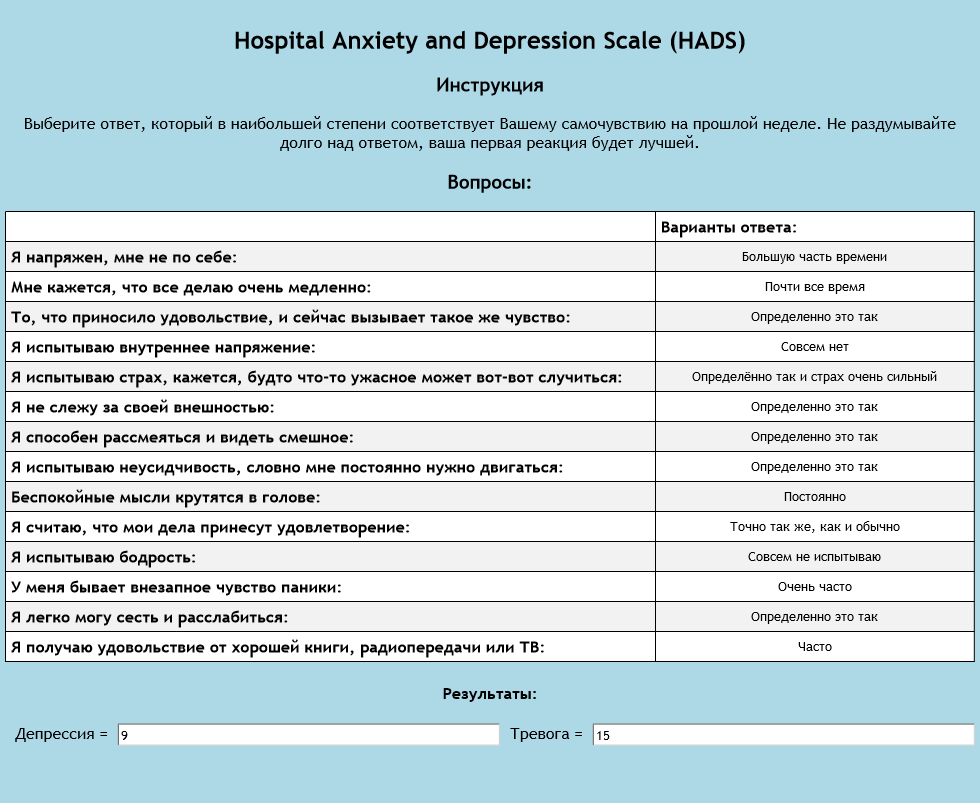 Hospital Anxiety and Depression Scale (HADS)
Инструкция
Выберите ответ, который в наибольшей степени соответствует Вашему самочувствию на прошлой неделе. Не раздумывайте
долго над ответом, ваша первая реакция будет лучшей.
Вопросы:
Варианты ответа:
Я напряжен, мне не по себе: Большую часть времени
Мне кажется, что все делаю очень медленно: Почти все время
То, что приносило удовольствие, и сейчас вызывает такое же чувство: Определенно это так
Я испытываю внутреннее напряжение: Совсем нет
Я испытываю страх, кажется, будто что-то ужасное может вот-вот случиться: Определённо так и страх очень сильный
Я не слежу за своей внешностью: Определенно это так
Я способен рассмеяться и видеть смешное: Определенно это так
Я испытываю неусидчивость, словно мне постоянно нужно двигаться: Определенно это так
Беспокойные мысли крутятся в голове: Постоянно
Я считаю, что мои дела принесут удовлетворение: Точно так же, как и обычно
Я испытываю бодрость: Совсем не испытываю
У меня бывает внезапное чувство паники: Очень часто
Я легко могу сесть и расслабиться: Определенно это так
Я получаю удовольствие от хорошей книги, радиопередачи или ТВ: Часто
Результаты:
Депрессия = 9 Тревога = 15